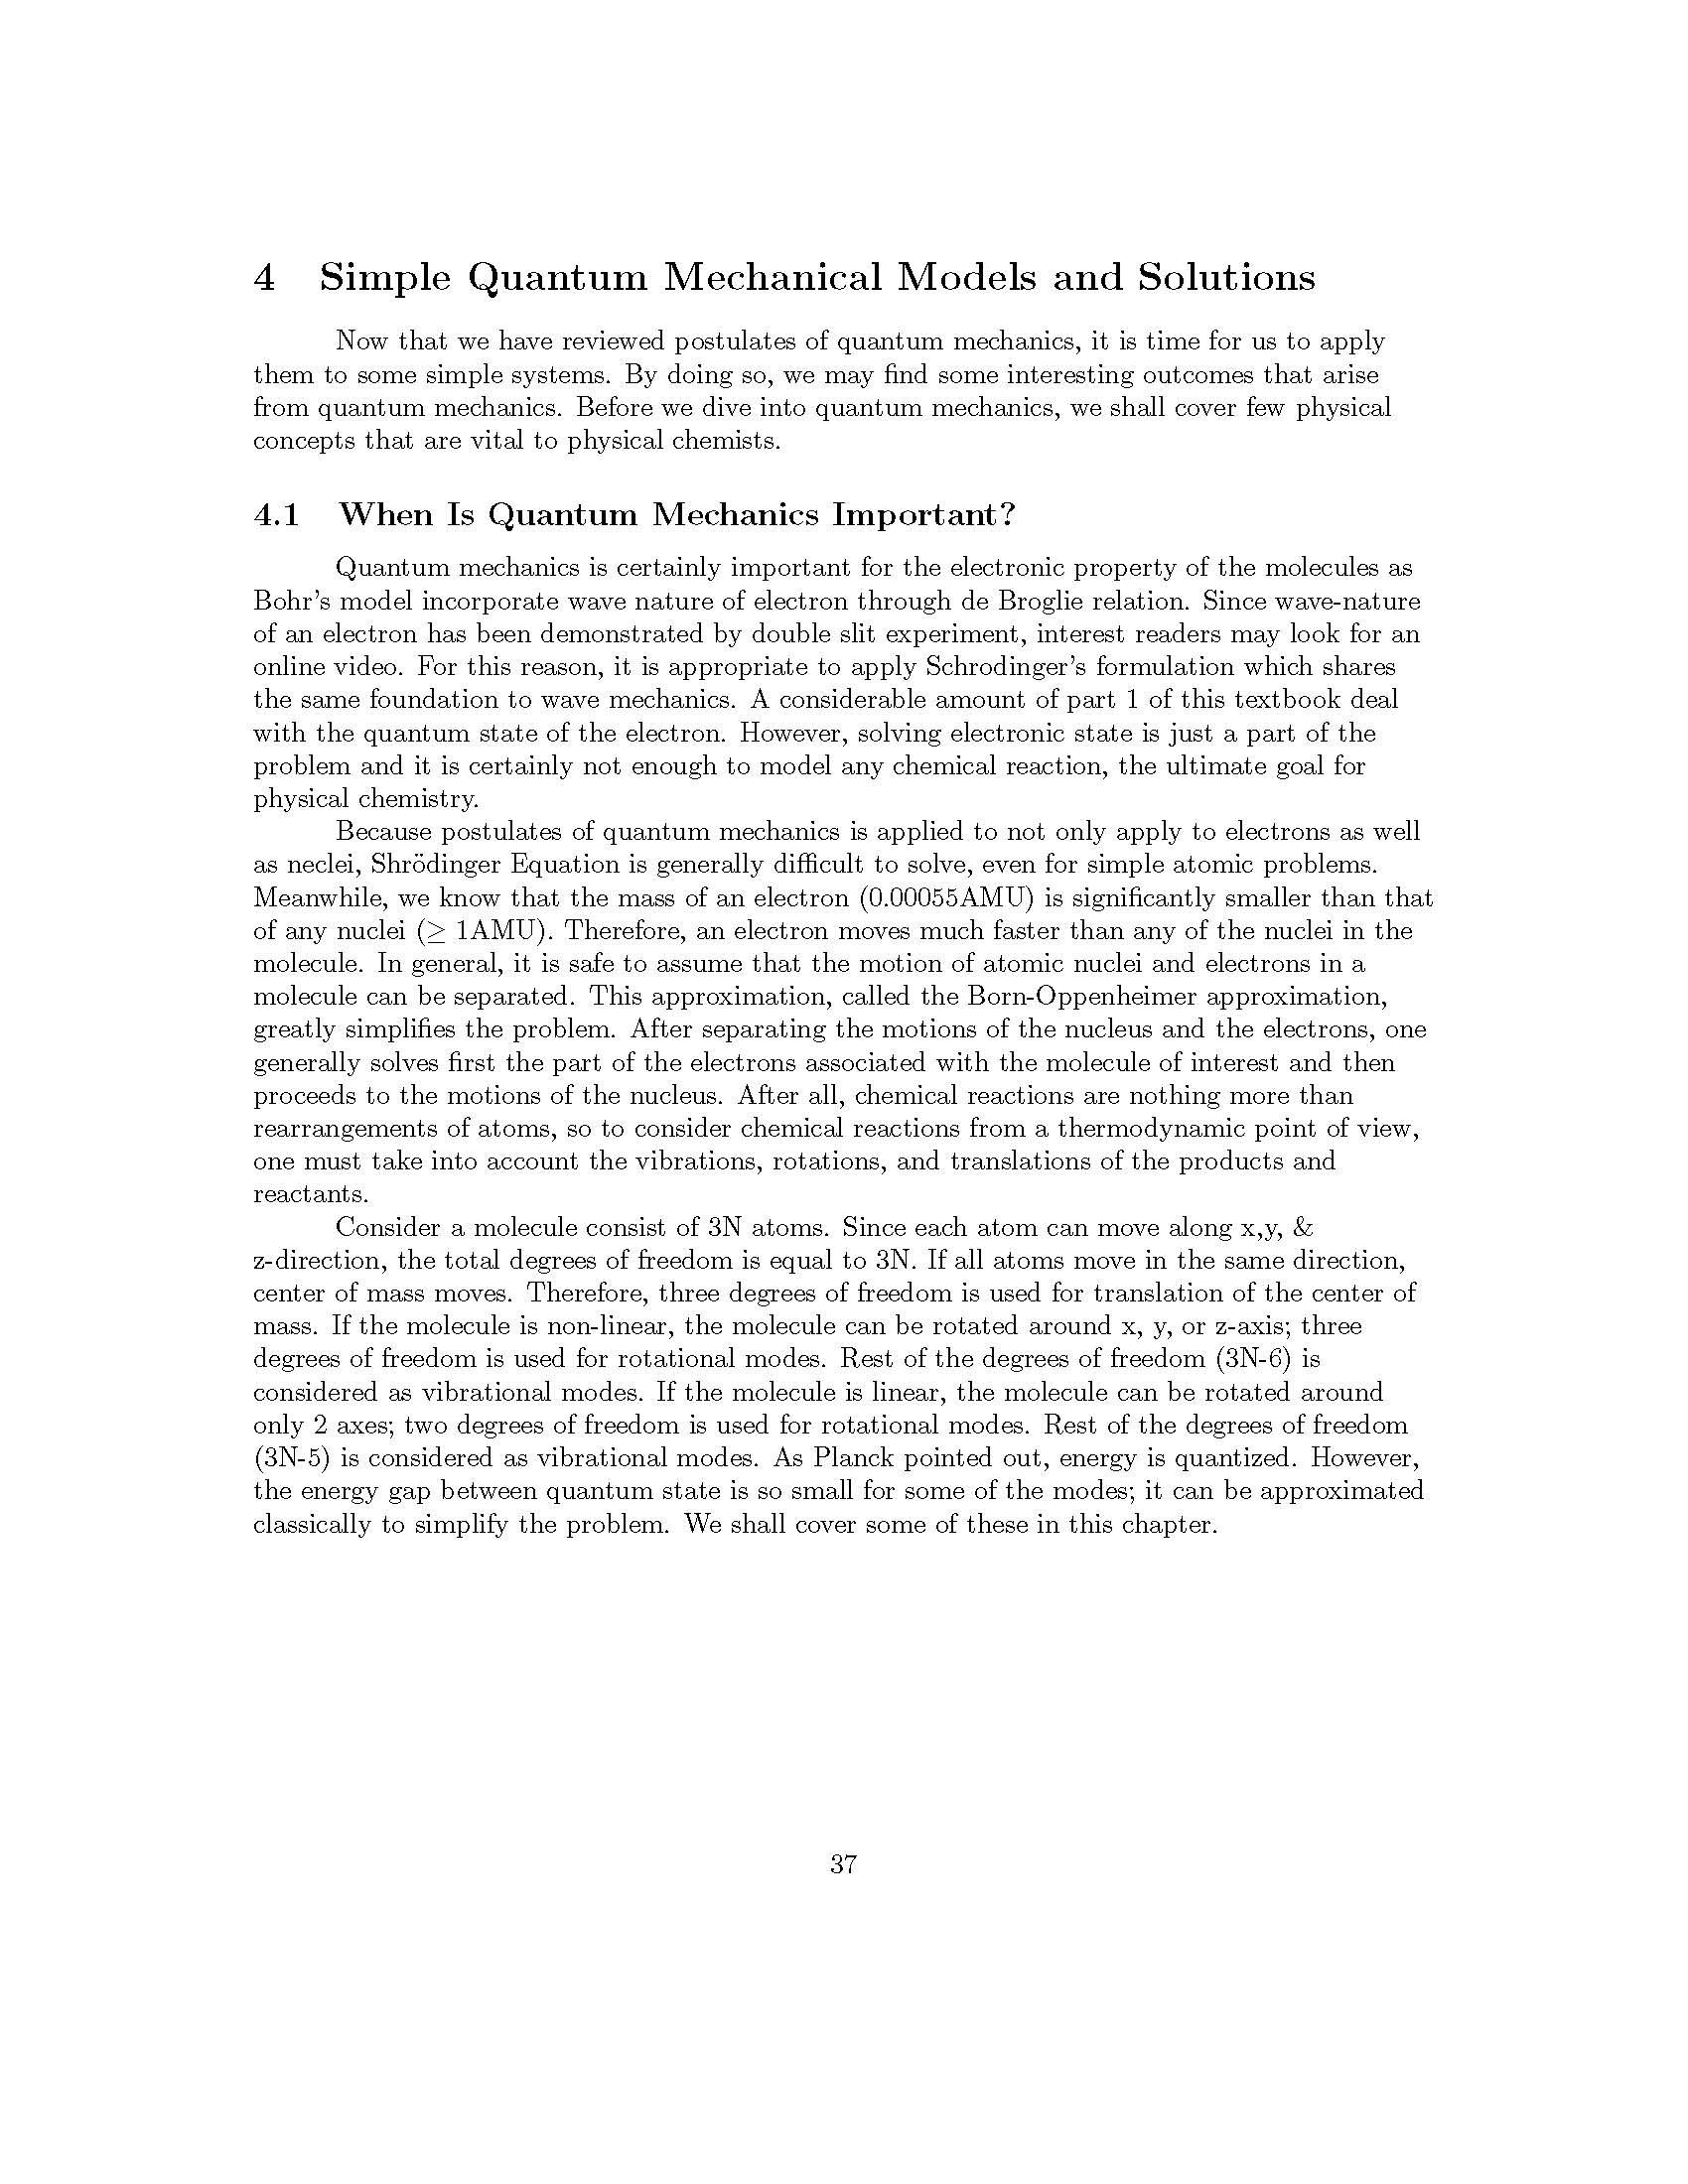 4 Simple Quantum Mechanical Models and Solutions
Now that we have reviewed postulates of quantum mechanics, it is time for us to apply
them to some simple systems. By doing so, we may find some interesting outcomes that arise
from quantum mechanics. Before we dive into quantum mechanics, we shall cover few physical
concepts that are vital to physical chemists.
4.1 When Is Quantum Mechanics Important?
Quantum mechanics is certainly important for the electronic property of the molecules as
Bohr's model incorporate wave nature of electron through de Broglie relation. Since wave-nature
of an electron has been demonstrated by double slit experiment, interest readers may look for an
online video. For this reason, it is appropriate to apply Schrodinger's formulation which shares
the same foundation to wave mechanics. A considerable amount of part 1 of this textbook deal
with the quantum state of the electron. However, solving electronic state is just a part of the
problem and it is certainly not enough to model any chemical reaction, the ultimate goal for
physical chemistry.
Because postulates of quantum mechanics is applied to not only apply to electrons as well
as neclei, Shrödinger Equation is generally difficult to solve, even for simple atomic problems.
Meanwhile, we know that the mass of an electron (0.00055AMU) is significantly smaller than that
of any nuclei (≥ 1AMU). Therefore, an electron moves much faster than any of the nuclei in the
molecule. In general, it is safe to assume that the motion of atomic nuclei and electrons in a
molecule can be separated. This approximation, called the Born-Oppenheimer approximation,
greatly simplifies the problem. After separating the motions of the nucleus and the electrons, one
generally solves first the part of the electrons associated with the molecule of interest and then
proceeds to the motions of the nucleus. After all, chemical reactions are nothing more than
rearrangements of atoms, so to consider chemical reactions from a thermodynamic point of view,
one must take into account the vibrations, rotations, and translations of the products and
reactants.
Consider a molecule consist of 3N atoms. Since each atom can move along x,y, &
z-direction, the total degrees of freedom is equal to 3N. If all atoms move in the same direction,
center of mass moves. Therefore, three degrees of freedom is used for translation of the center of
mass. If the molecule is non-linear, the molecule can be rotated around x, y, or z-axis; three
degrees of freedom is used for rotational modes. Rest of the degrees of freedom (3N-6) is
considered as vibrational modes. If the molecule is linear, the molecule can be rotated around
only 2 axes; two degrees of freedom is used for rotational modes. Rest of the degrees of freedom
(3N-5) is considered as vibrational modes. As Planck pointed out, energy is quantized. However,
the energy gap between quantum state is so small for some of the modes; it can be approximated
classically to simplify the problem. We shall cover some of these in this chapter.
37